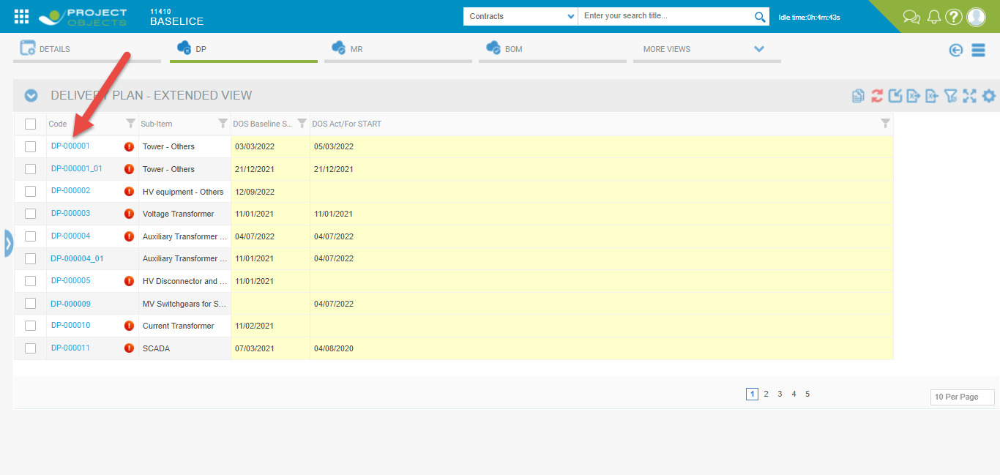 PROJECT OBJECTS
11410
BASELICE
Contracts
Enter your search title...
Idle time:0h:4m:43s
DETAILS
DP
MR
BOM
MORE VIEWS
DELIVERY PLAN - EXTENDED VIEW
Code Sub-Item DOS Baseline S... DOS Act/For START
DP-000001 Tower - Others 03/03/2022 05/03/2022
DP-000001_01 Tower - Others 21/12/2021 21/12/2021
DP-000002 HV equipment - Others 12/09/2022
DP-000003 Voltage Transformer 11/01/2021 11/01/2021
DP-000004 Auxiliary Transformer ... 04/07/2022 04/07/2022
DP-000004_01 Auxiliary Transformer ... 11/01/2021 04/07/2022
DP-000005 HV Disconnector and ... 11/01/2021
DP-000009 MV Switchgears for S... 04/07/2022
DP-000010 Current Transformer 11/02/2021
DP-000011 SCADA 07/03/2021 04/08/2020
1 2 3 4 5
10 Per Page